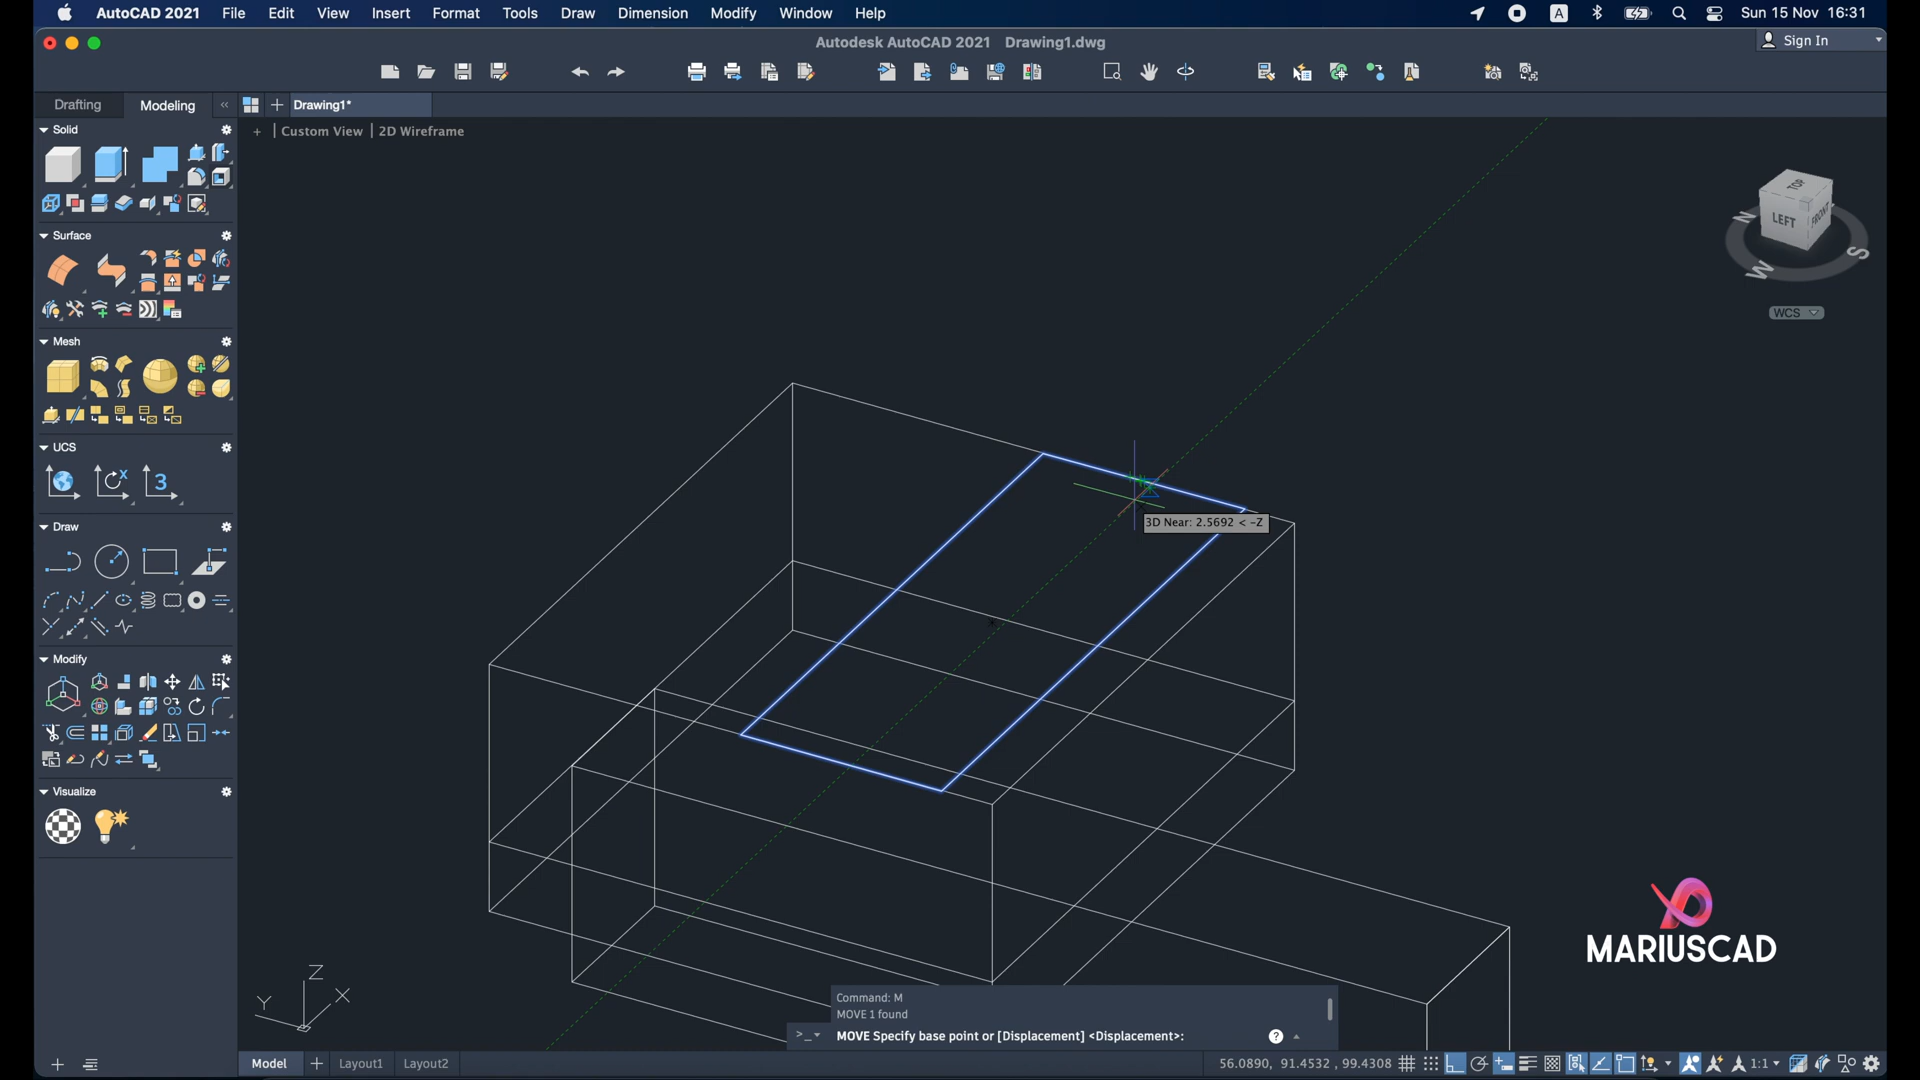 AutoCAD 2021 File Edit View Insert Format Tools Draw Dimension Modify Window Help A Sun 15 Nov 16:31
Autodesk AutoCAD 2021 Drawing1.dwg
Sign In
Drafting Modeling Drawing1*
Custom View 2D Wireframe
Solid
Surface
Mesh
UCS
X
3
Draw
Modify
Visualize
TOP
LEFT
FRONT
N
S
W
WCS
3D Near: 2.5692 < -Z
MARIUSCAD
Z
Y X
Command: M
MOVE 1 found
MOVE Specify base point or [Displacement] <Displacement>:
Model Layout1 Layout2 56.0890, 91.4532, 99.4308 1:1